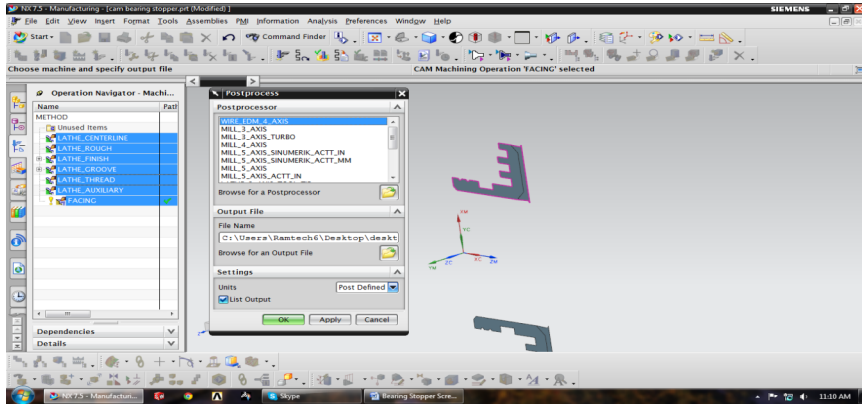 NX 7.5 - Manufacturing - [cam bearing stopper.prt (Modified) ]
SIEMENS
File Edit View Insert Format Tools Assemblies PMI Information Analysis Preferences Window Help
Start Command Finder
Choose machine and specify output file
CAM Machining Operation 'FACING' selected
Operation Navigator - Machi...
Name Path
METHOD
Unused Items
LATHE_CENTERLINE
LATHE_ROUGH
LATHE_FINISH
LATHE_GROOVE
LATHE_THREAD
LATHE_AUXILIARY
FACING
Dependencies
Details
Postprocess
Postprocessor
WIRE_EDM_4_AXIS
MILL_3_AXIS
MILL_3_AXIS_TURBO
MILL_4_AXIS
MILL_5_AXIS_SINUMERIK_ACTT_IN
MILL_5_AXIS_SINUMERIK_ACTT_MM
MILL_5_AXIS
MILL_5_AXIS_ACTT_IN
Browse for a Postprocessor
Output File
File Name
C:\Users\Ramtech6\Desktop\deskt
Browse for an Output File
Settings
Units Post Defined
List Output
OK Apply Cancel
XM
YC
YM ZC XC ZM
NX 7.5 - Manufacturi...
Skype
Bearing Stopper Scre...
11:10 AM